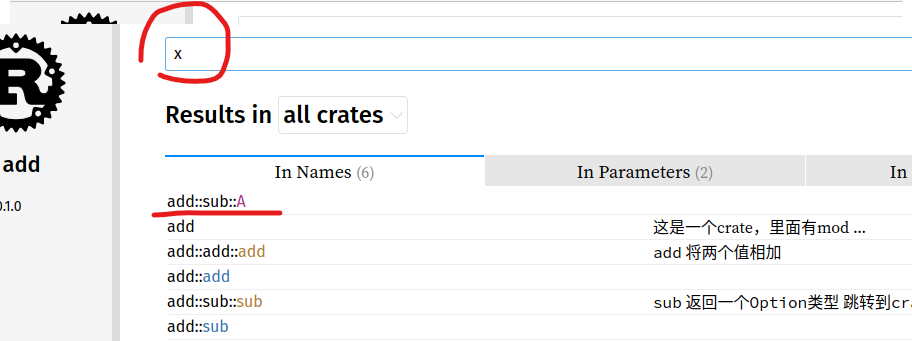 x
Results in all crates
add
0.1.0
In Names (6) In Parameters (2) In
add::sub::A
add 这是一个crate，里面有mod ...
add::add::add add 将两个值相加
add::add
add::sub::sub sub 返回一个Option类型 跳转到cra
add::sub